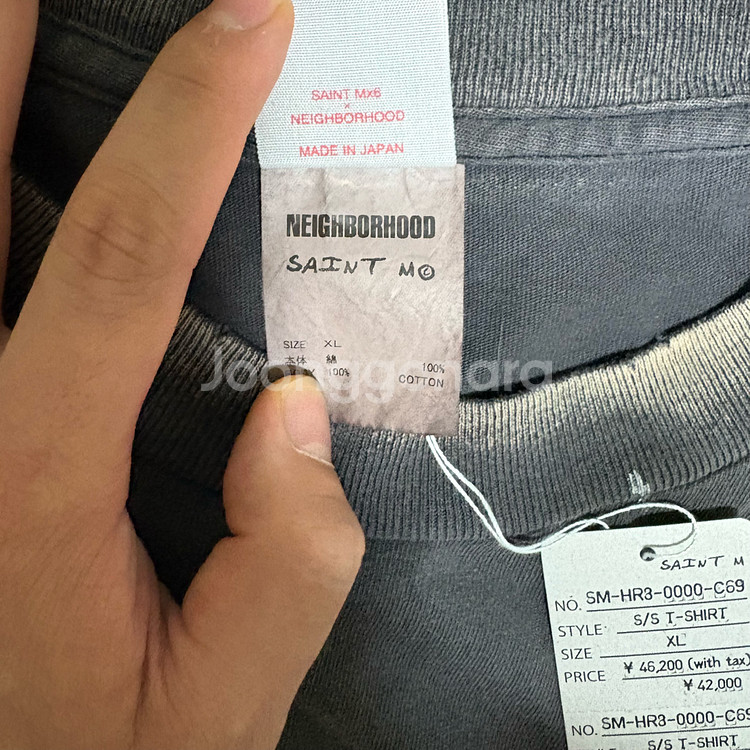 SAINT Mx6
×
NEIGHBORHOOD
MADE IN JAPAN
NEIGHBORHOOD
SAINT M©
SIZE XL
本体 綿 100%
100% COTTON
Joonggonara
SAINT M
NO. SM-HR3-0000-C69
STYLE: S/S T-SHIRT
SIZE XL
PRICE ¥ 46,200 (with tax)
¥ 42,000
NO. SM-HR3-0000-C69
S/S T-SHIRT